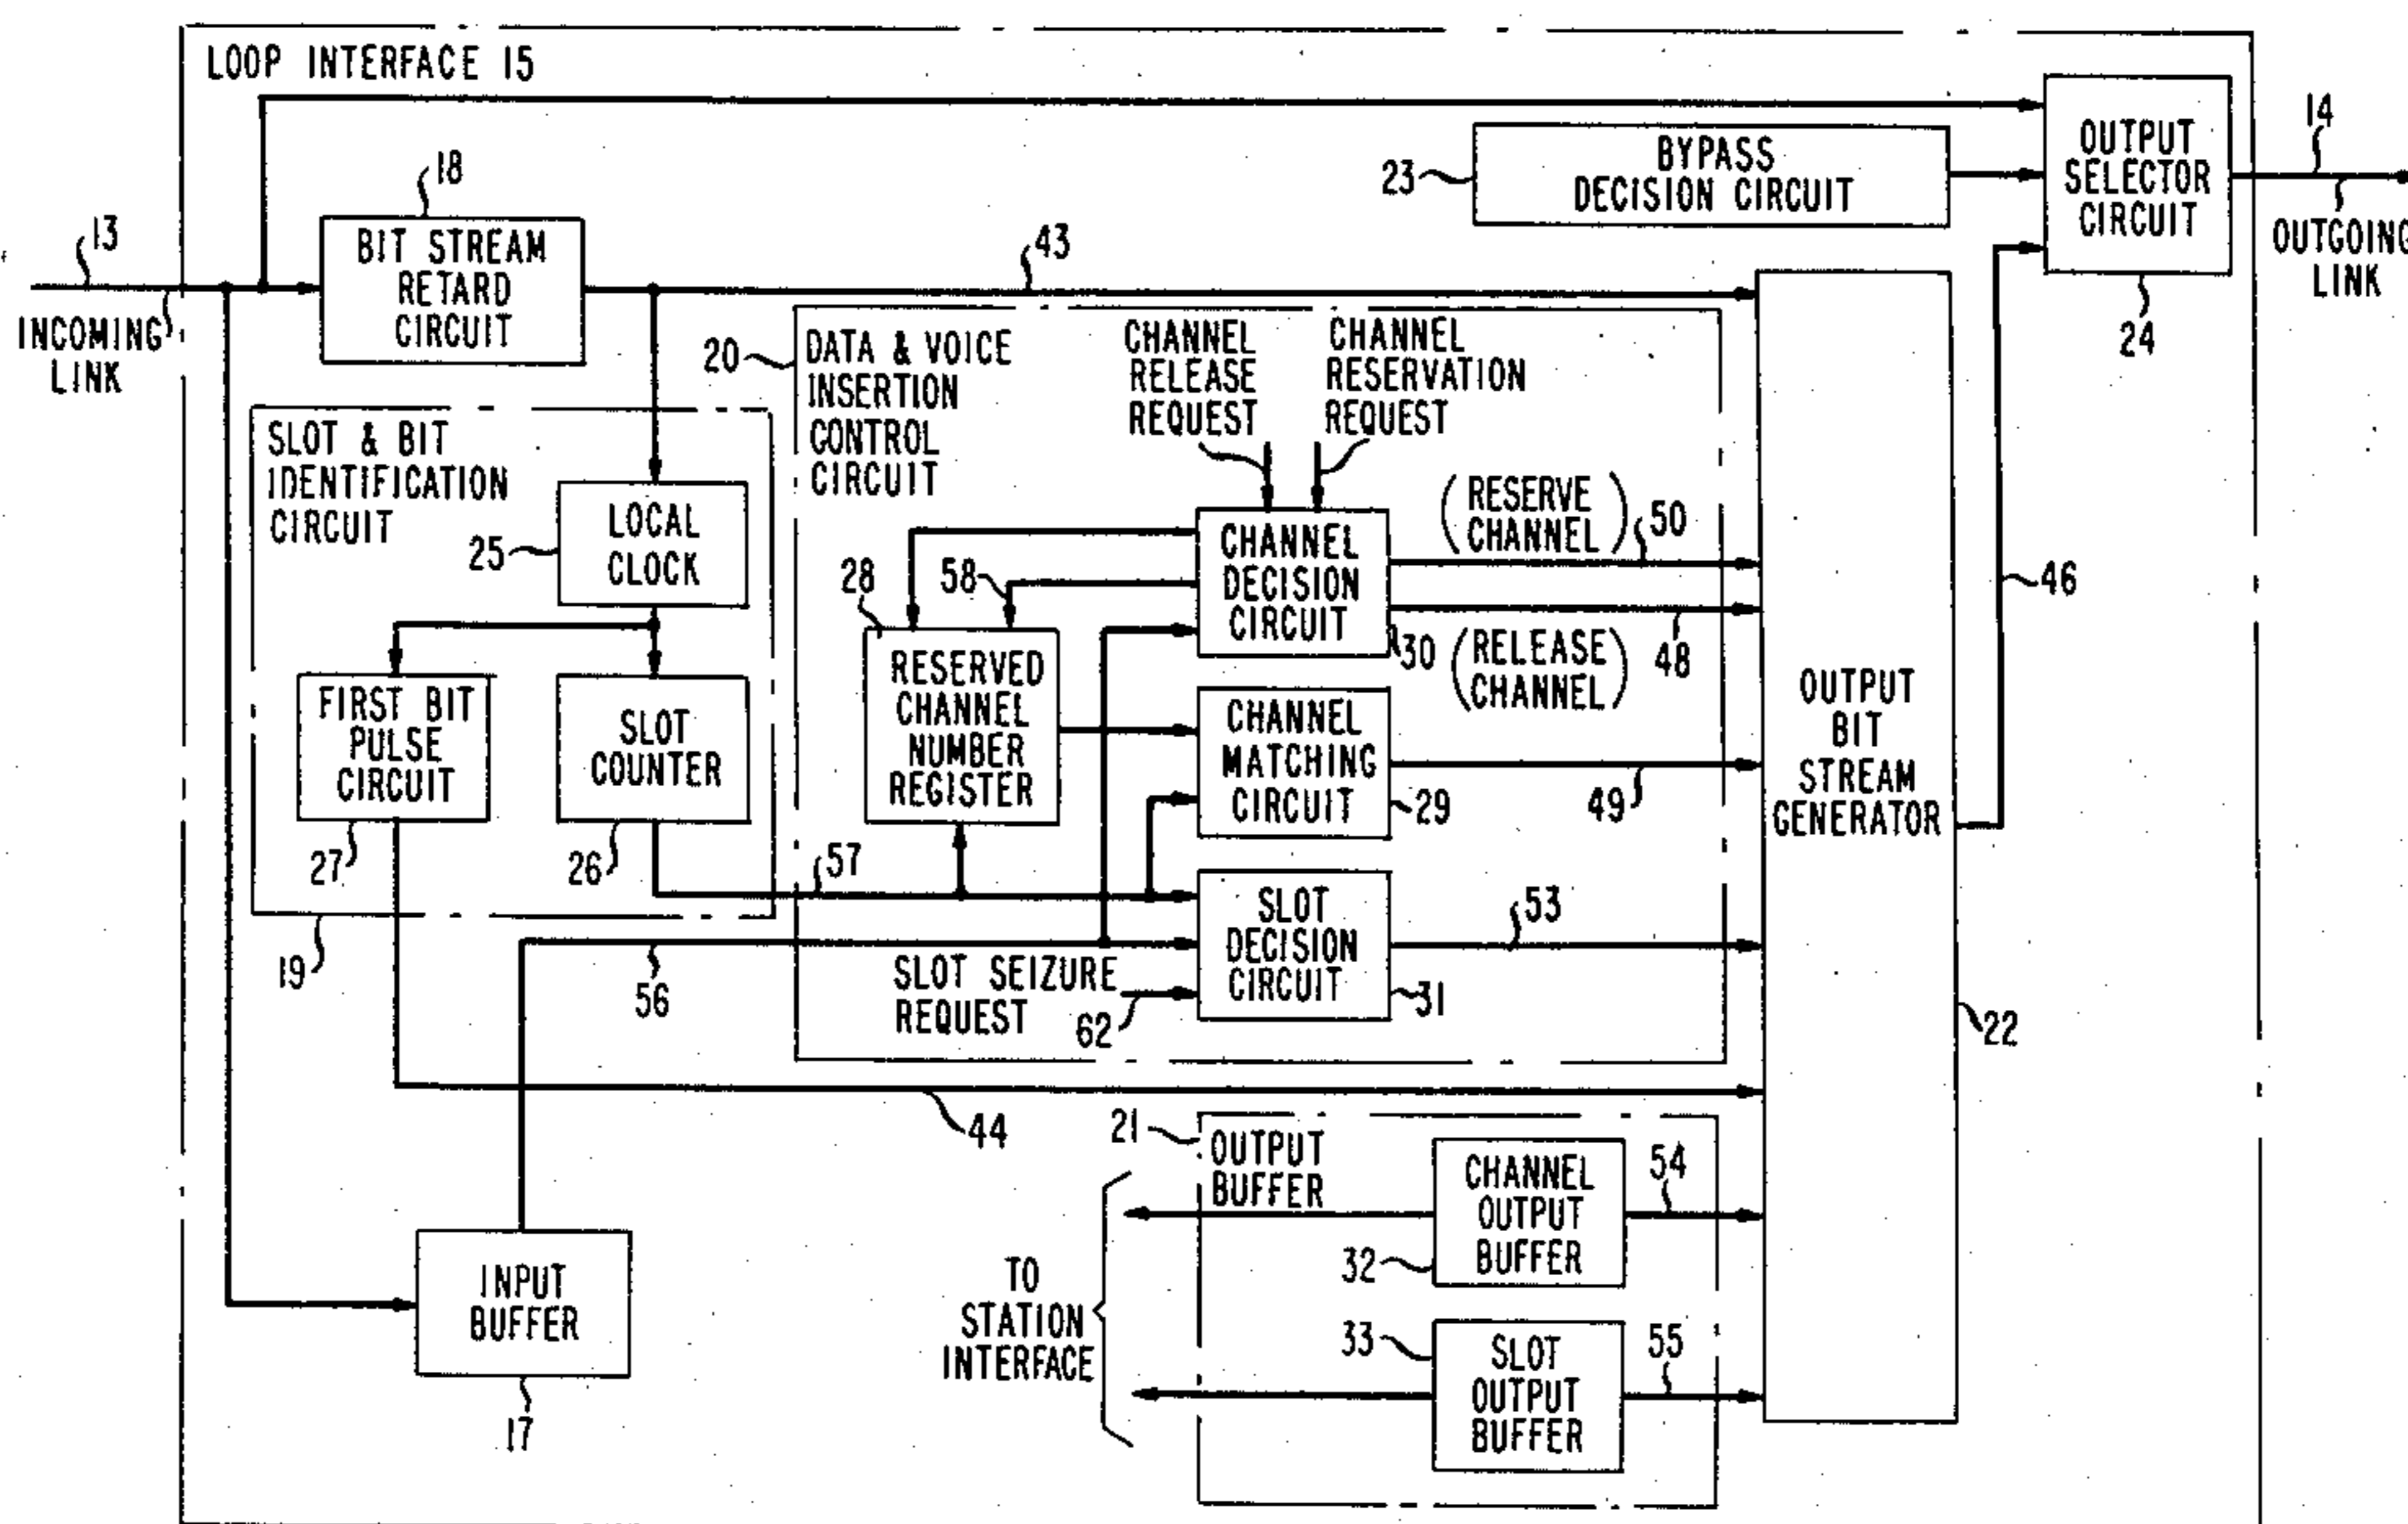 LOOP INTERFACE 15
14
OUTPUT
SELECTOR
CIRCUIT
BYPASS
DECISION CIRCUIT
23
18
BIT STREAM
RETARD
CIRCUIT
13
INCOMING
LINK
43
OUTGOING
LINK
24
20
DATA & VOICE
INSERTION
CONTROL
CIRCUIT
CHANNEL
RELEASE
REQUEST
CHANNEL
RESERVATION
REQUEST
SLOT & BIT
IDENTIFICATION
CIRCUIT
25
LOCAL
CLOCK
(RESERVE
CHANNEL)
50
28
58
CHANNEL
DECISION
CIRCUIT
46
30
(RELEASE
CHANNEL)
48
FIRST BIT
PULSE
CIRCUIT
SLOT
COUNTER
RESERVED
CHANNEL
NUMBER
REGISTER
CHANNEL
MATCHING
CIRCUIT
OUTPUT
BIT
STREAM
GENERATOR
27
26
29
49
57
SLOT
DECISION
CIRCUIT
53
19
56
SLOT SEIZURE
REQUEST
62
31
22
44
21
OUTPUT
BUFFER
CHANNEL
OUTPUT
BUFFER
54
32
INPUT
BUFFER
TO
STATION
INTERFACE
33
SLOT
OUTPUT
BUFFER
55
17